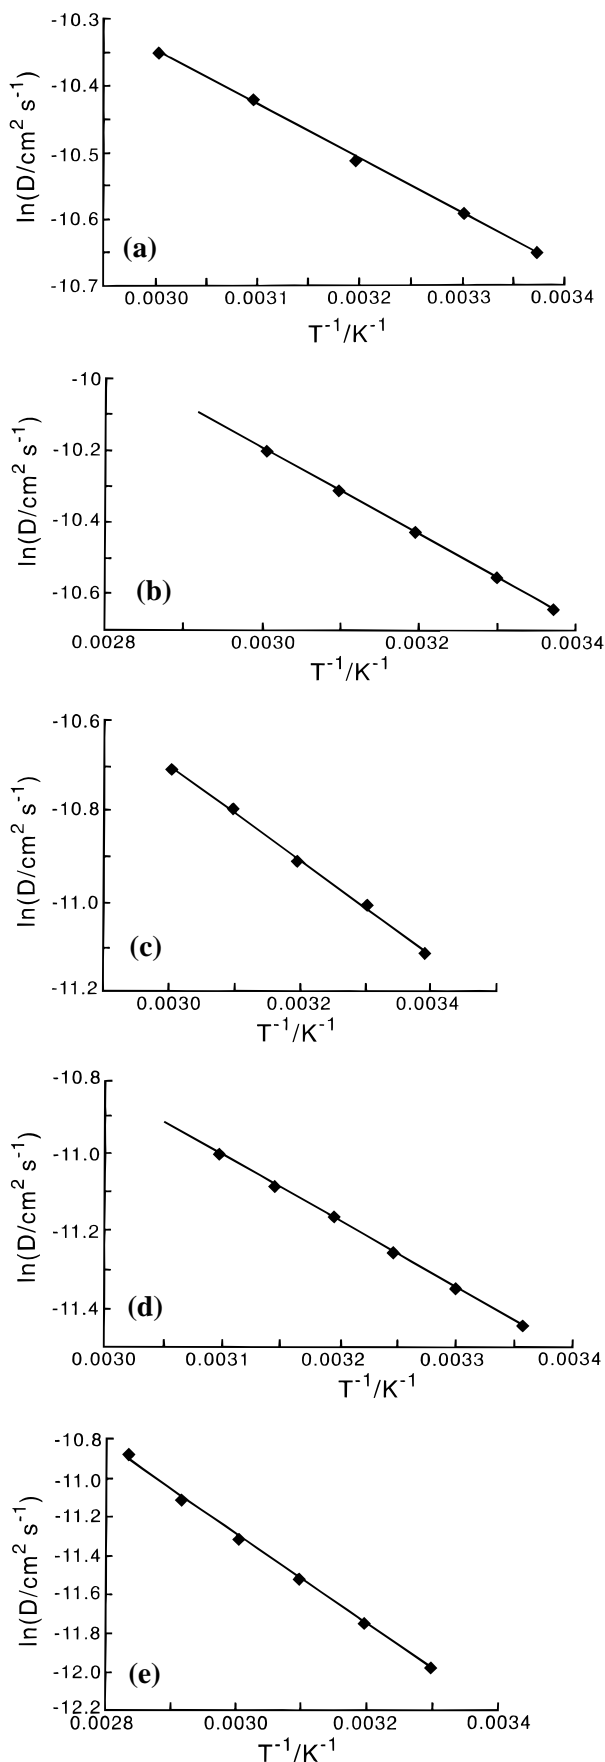 -10.3
-10.4
-10.5
-10.6
-10.7
ln(D/cm² s⁻¹)
(a)
0.0030 0.0031 0.0032 0.0033 0.0034
T⁻¹/K⁻¹
-10
-10.2
-10.4
-10.6
ln(D/cm² s⁻¹)
(b)
0.0028 0.0030 0.0032 0.0034
T⁻¹/K⁻¹
-10.6
-10.8
-11.0
-11.2
ln(D/cm² s⁻¹)
(c)
0.0030 0.0032 0.0034
T⁻¹/K⁻¹
-10.8
-11.0
-11.2
-11.4
ln(D/cm² s⁻¹)
(d)
0.0030 0.0031 0.0032 0.0033 0.0034
T⁻¹/K⁻¹
-10.8
-11.0
-11.2
-11.4
-11.6
-11.8
-12.0
-12.2
ln(D/cm² s⁻¹)
(e)
0.0028 0.0030 0.0032 0.0034
T⁻¹/K⁻¹